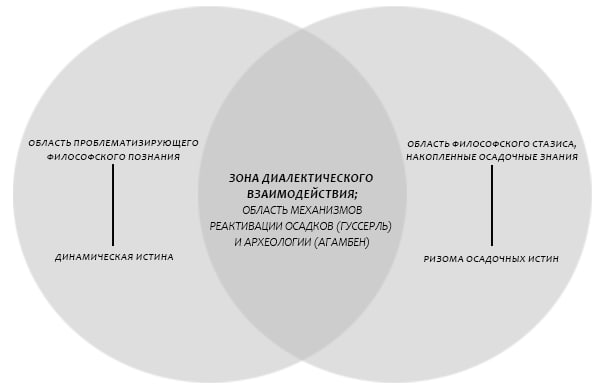 ОБЛАСТЬ ПРОБЛЕМАТИЗИРУЮЩЕГО
ФИЛОСОФСКОГО ПОЗНАНИЯ
ДИНАМИЧЕСКАЯ ИСТИНА
ЗОНА ДИАЛЕКТИЧЕСКОГО
ВЗАИМОДЕЙСТВИЯ;
ОБЛАСТЬ МЕХАНИЗМОВ
РЕАКТИВАЦИИ ОСАДКОВ (ГУССЕРЛЬ)
И АРХЕОЛОГИИ (АГАМБЕН)
ОБЛАСТЬ ФИЛОСОФСКОГО СТАЗИСА,
НАКОПЛЕННЫЕ ОСАДОЧНЫЕ ЗНАНИЯ
РИЗОМА ОСАДОЧНЫХ ИСТИН